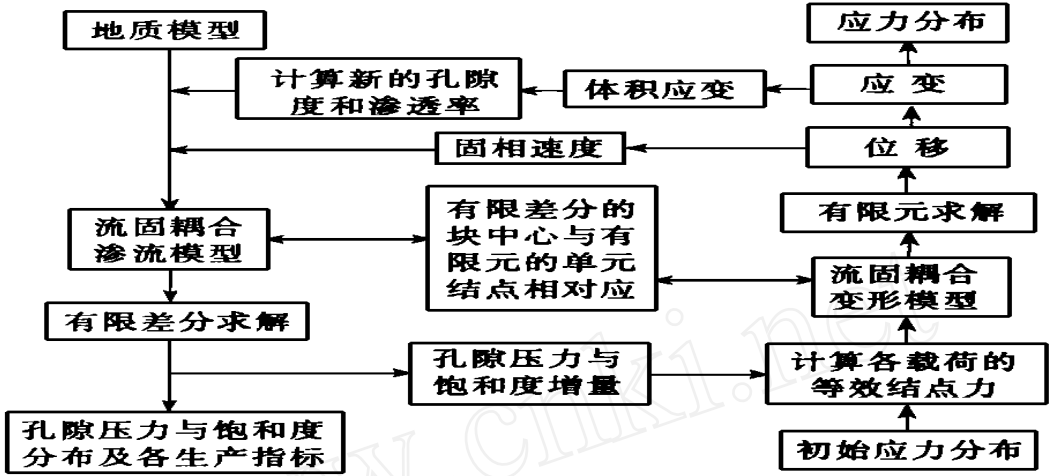 地质模型
应力分布
计算新的孔隙
度和渗透率
体积应变
应变
固相速度
位移
流固耦合
渗流模型
有限差分的
块中心与有
限元的单元
结点相对应
有限元求解
流固耦合
变形模型
有限差分求解
孔隙压力与
饱和度增量
计算各载荷的
等效结点力
孔隙压力与饱和度
分布及各生产指标
初始应力分布
www.cnki.net